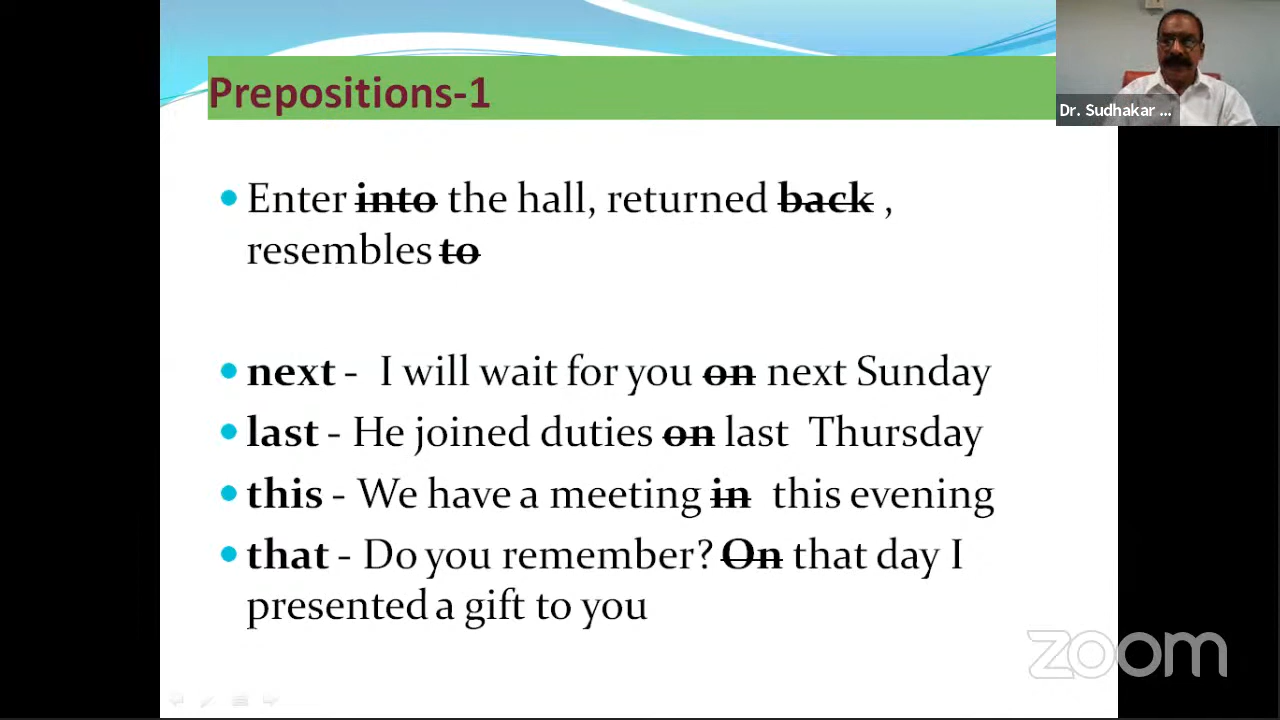 Prepositions-1
Dr. Sudhakar ...
• Enter into the hall, returned back ,
resembles to
• next - I will wait for you on next Sunday
• last - He joined duties on last Thursday
• this - We have a meeting in this evening
• that - Do you remember? On that day I
presented a gift to you
zoom